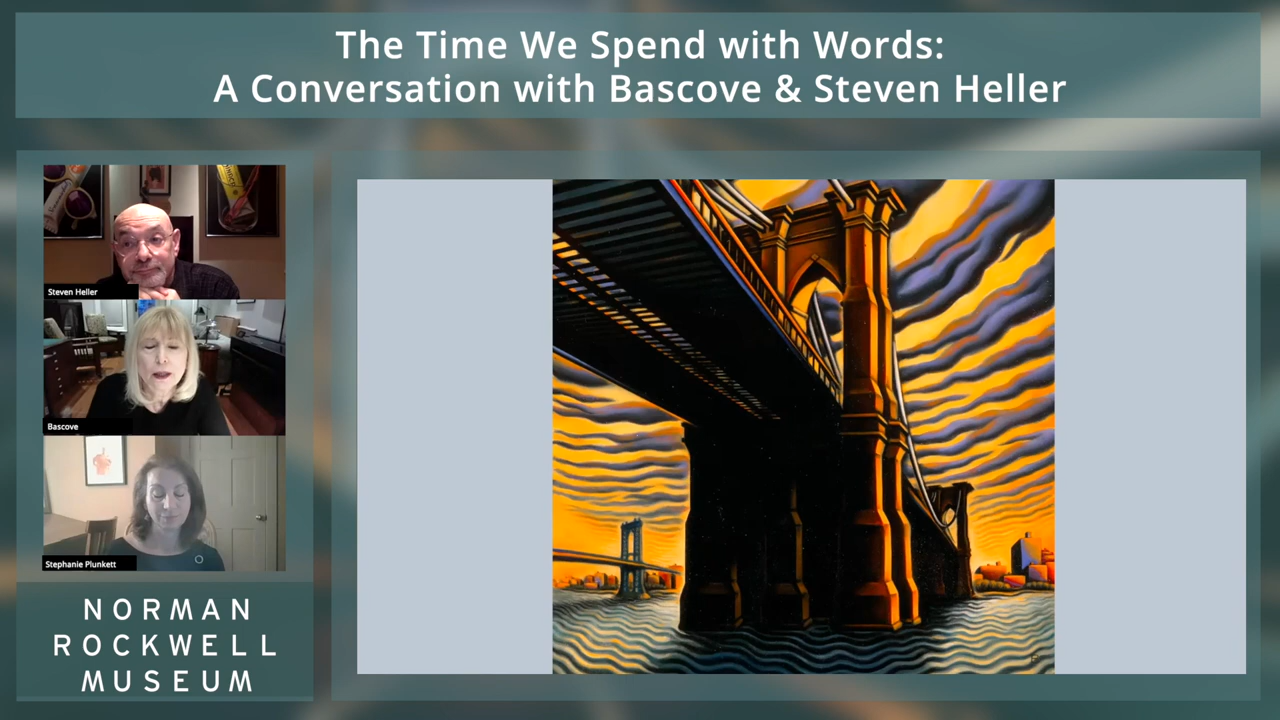 The Time We Spend with Words:
A Conversation with Bascove & Steven Heller
Steven Heller
Bascove
Stephanie Plunkett
NORMAN
ROCKWELL
MUSEUM